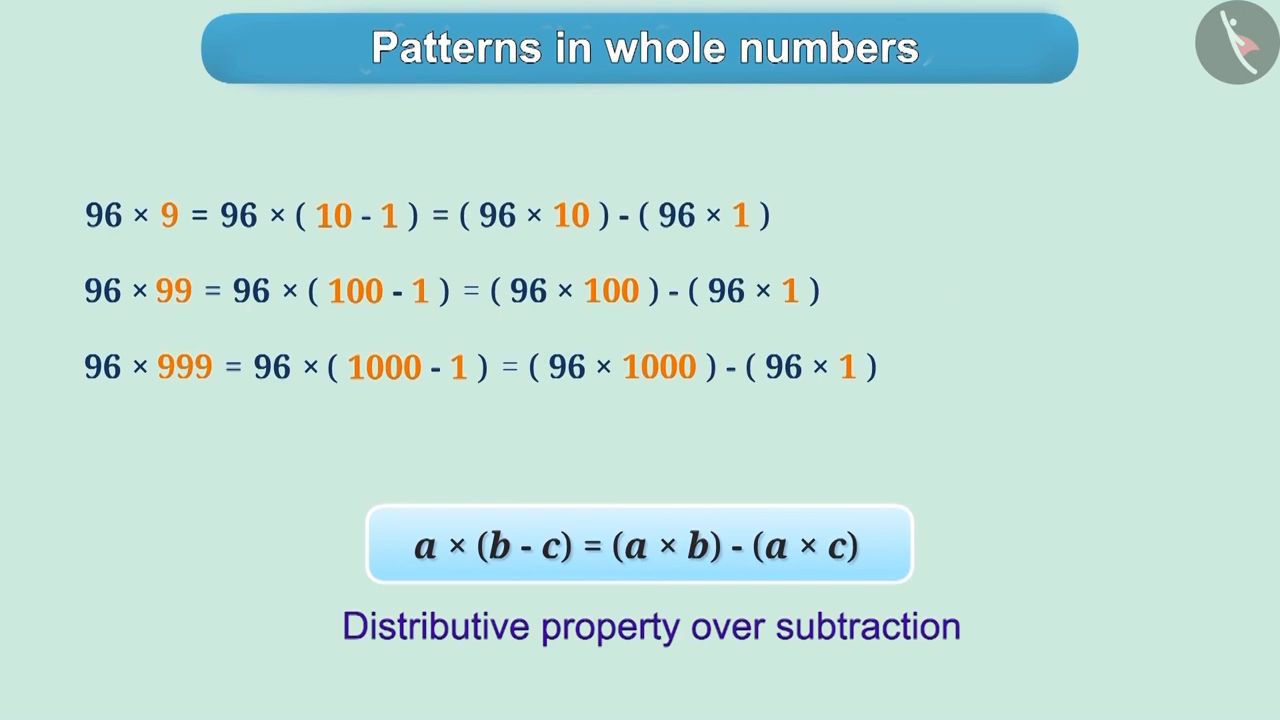 Patterns in whole numbers
96 × 9 = 96 × ( 10 - 1 ) = ( 96 × 10 ) - ( 96 × 1 )
96 × 99 = 96 × ( 100 - 1 ) = ( 96 × 100 ) - ( 96 × 1 )
96 × 999 = 96 × ( 1000 - 1 ) = ( 96 × 1000 ) - ( 96 × 1 )
a × (b - c) = (a × b) - (a × c)
Distributive property over subtraction